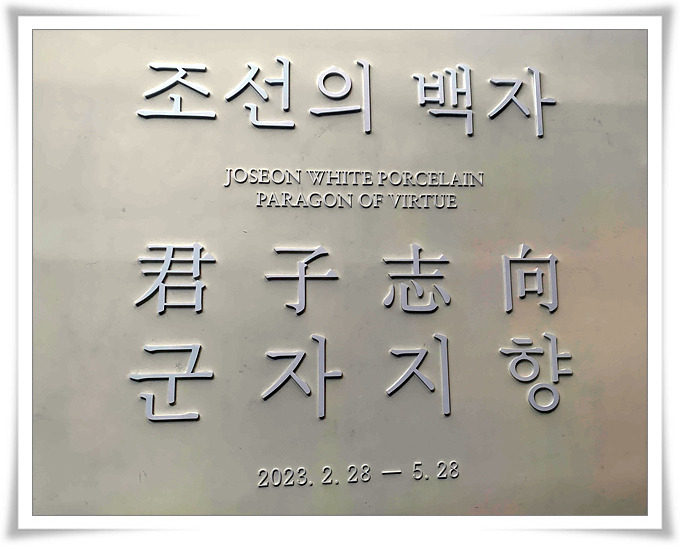 조선의 백자
JOSEON WHITE PORCELAIN
PARAGON OF VIRTUE
君子志向
군자지향
2023. 2. 28 — 5. 28